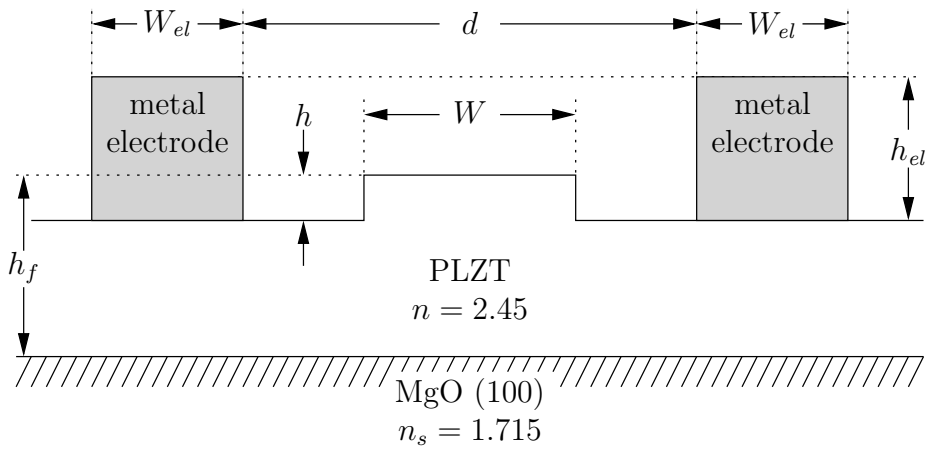 W_el
d
W_el
metal
electrode
h
W
metal
electrode
h_el
h_f
PLZT
n = 2.45
MgO (100)
n_s = 1.715